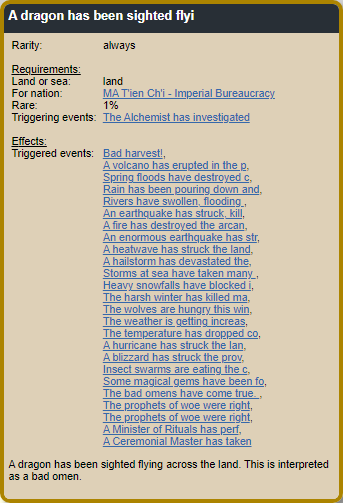 A dragon has been sighted flyi
Rarity: always
Requirements:
Land or sea: land
For nation: MA T'ien Ch'i - Imperial Bureaucracy
Rare: 1%
Triggering events: The Alchemist has investigated
Effects:
Triggered events: Bad harvest!,
A volcano has erupted in the p,
Spring floods have destroyed c,
Rain has been pouring down and,
Rivers have swollen, flooding ,
An earthquake has struck, kill,
A fire has destroyed the arcan,
An enormous earthquake has str,
A heatwave has struck the land,
A hailstorm has devastated the,
Storms at sea have taken many ,
Heavy snowfalls have blocked i,
The harsh winter has killed ma,
The wolves are hungry this win,
The weather is getting increas,
The temperature has dropped co,
A hurricane has struck the lan,
A blizzard has struck the prov,
Insect swarms are eating the c,
Some magical gems have been fo,
The bad omens have come true. ,
The prophets of woe were right,
The prophets of woe were right,
A Minister of Rituals has perf,
A Ceremonial Master has taken
A dragon has been sighted flying across the land. This is interpreted
as a bad omen.